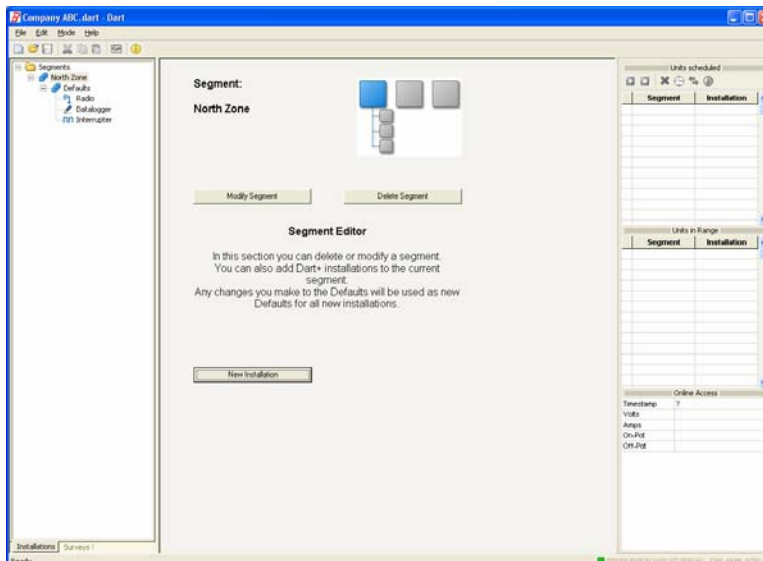 Company ABC.dart - Dart
File Edit Mode Help
Segments
North Zone
Defaults
Radio
Datalogger
Interrupter
Segment:
North Zone
Modify Segment
Delete Segment
Segment Editor
In this section you can delete or modify a segment.
You can also add Dart+ installations to the current
segment.
Any changes you make to the Defaults will be used as new
Defaults for all new installations.
New Installation
Units scheduled
Segment Installation
Units in Range
Segment Installation
Online Access
Timestamp ?
Volts
Amps
On-Pot
Off-Pot
Installations Surveys
Ready